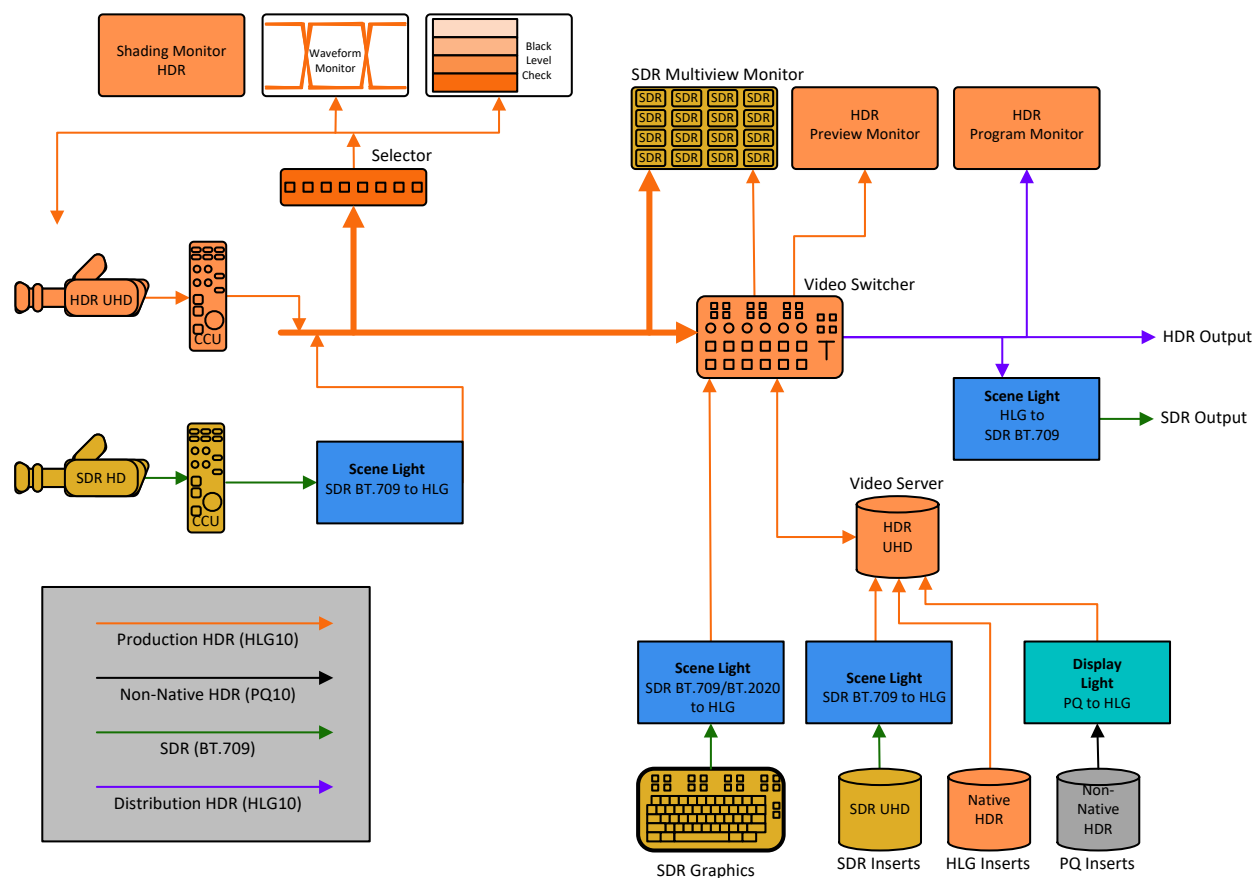 Shading Monitor
HDR
Waveform
Monitor
Black
Level
Check
SDR Multiview Monitor
SDR SDR SDR SDR
SDR SDR SDR SDR
SDR SDR SDR SDR
SDR SDR SDR SDR
HDR
Preview Monitor
HDR
Program Monitor
Selector
HDR UHD
CCU
Video Switcher
HDR Output
Scene Light
HLG to
SDR BT.709
SDR Output
SDR HD
CCU
Scene Light
SDR BT.709 to HLG
Video Server
HDR
UHD
Production HDR (HLG10)
Non-Native HDR (PQ10)
SDR (BT.709)
Distribution HDR (HLG10)
Scene Light
SDR BT.709/BT.2020
to HLG
Scene Light
SDR BT.709 to HLG
Display
Light
PQ to HLG
SDR Graphics
SDR UHD
SDR Inserts
Native
HDR
HLG Inserts
Non-
Native
HDR
PQ Inserts